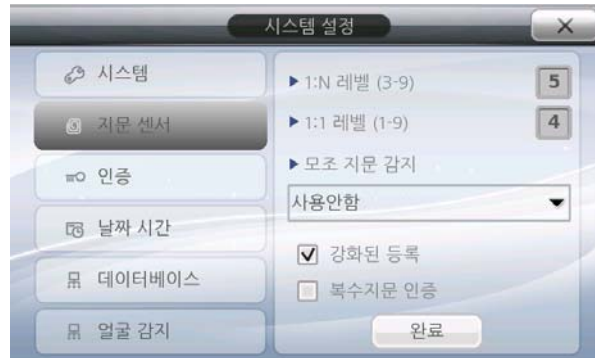 시스템 설정
시스템
지문 센서
인증
날짜 시간
데이터베이스
얼굴 감지
1:N 레벨 (3-9) 5
1:1 레벨 (1-9) 4
모조 지문 감지
사용안함
강화된 등록
복수지문 인증
완료